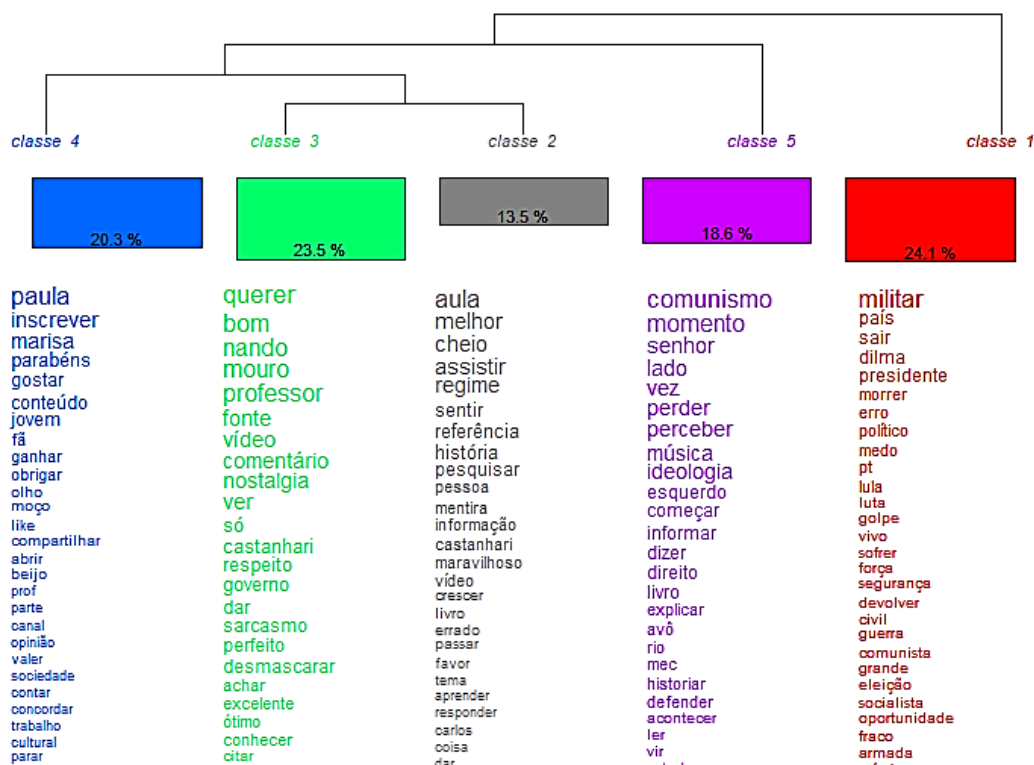 classe 4
classe 3
classe 2
classe 5
classe 1
20.3 %
23.5 %
13.5 %
18.6 %
24.1 %
paula
inscrever
marisa
parabéns
gostar
conteúdo
jovem
fã
ganhar
obrigar
olho
moço
like
compartilhar
abrir
beijo
prof
parte
canal
opinião
valer
sociedade
contar
concordar
trabalho
cultural
parar
querer
bom
nando
mouro
professor
fonte
vídeo
comentário
nostalgia
ver
só
castanhari
respeito
governo
dar
sarcasmo
perfeito
desmascarar
achar
excelente
ótimo
conhecer
citar
aula
melhor
cheio
assistir
regime
sentir
referência
história
pesquisar
pessoa
mentira
informação
castanhari
maravilhoso
vídeo
crescer
livro
errado
passar
favor
tema
aprender
responder
carlos
coisa
dar
comunismo
momento
senhor
lado
vez
perder
perceber
música
ideologia
esquerdo
começar
informar
dizer
direito
livro
explicar
avô
rio
mec
historiar
defender
acontecer
ler
vir
militar
país
sair
dilma
presidente
morrer
erro
político
medo
pt
lula
luta
golpe
vivo
sofrer
força
segurança
devolver
civil
guerra
comunista
grande
eleição
socialista
oportunidade
fraco
armada